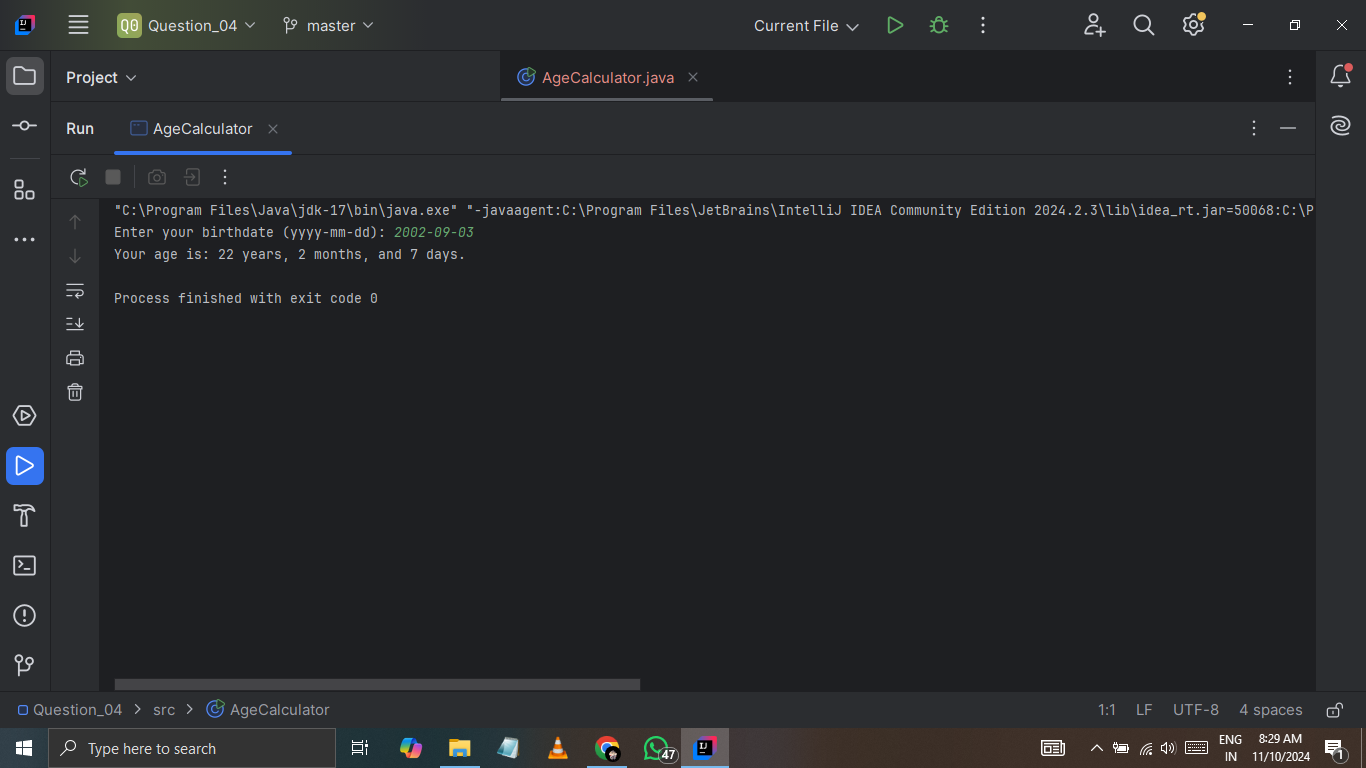 Q0 Question_04 master Current File
Project AgeCalculator.java
Run AgeCalculator
"C:\Program Files\Java\jdk-17\bin\java.exe" "-javaagent:C:\Program Files\JetBrains\IntelliJ IDEA Community Edition 2024.2.3\lib\idea_rt.jar=50068:C:\P
Enter your birthdate (yyyy-mm-dd): 2002-09-03
Your age is: 22 years, 2 months, and 7 days.
Process finished with exit code 0
Question_04 > src > AgeCalculator 1:1 LF UTF-8 4 spaces
Type here to search 47 ENG 8:29 AM
IN 11/10/2024 1